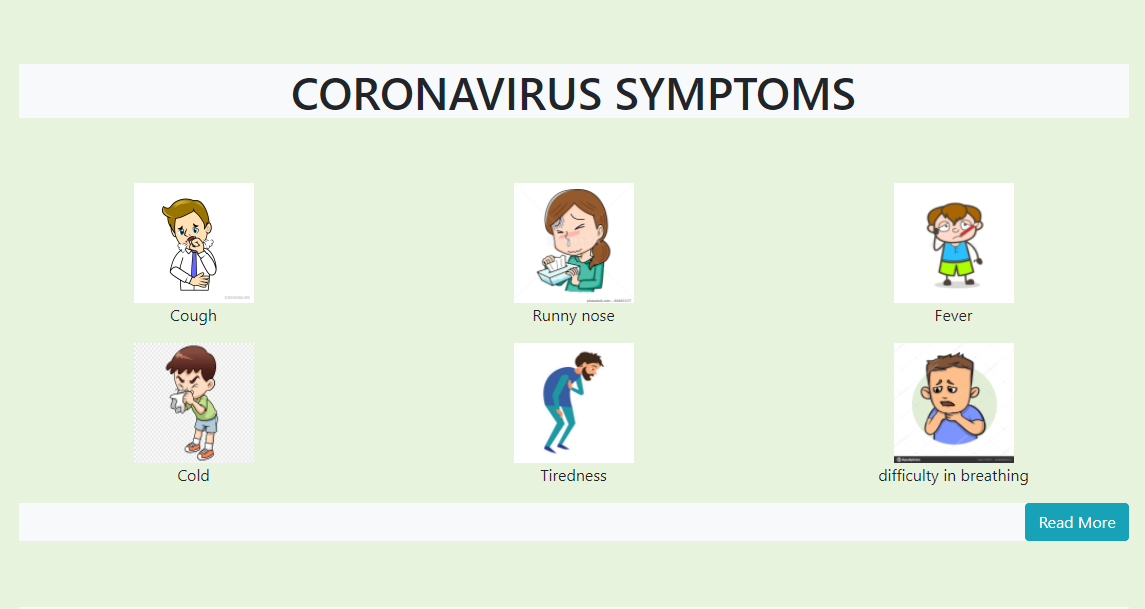 CORONAVIRUS SYMPTOMS
Cough
Runny nose
Fever
Cold
Tiredness
difficulty in breathing
Read More